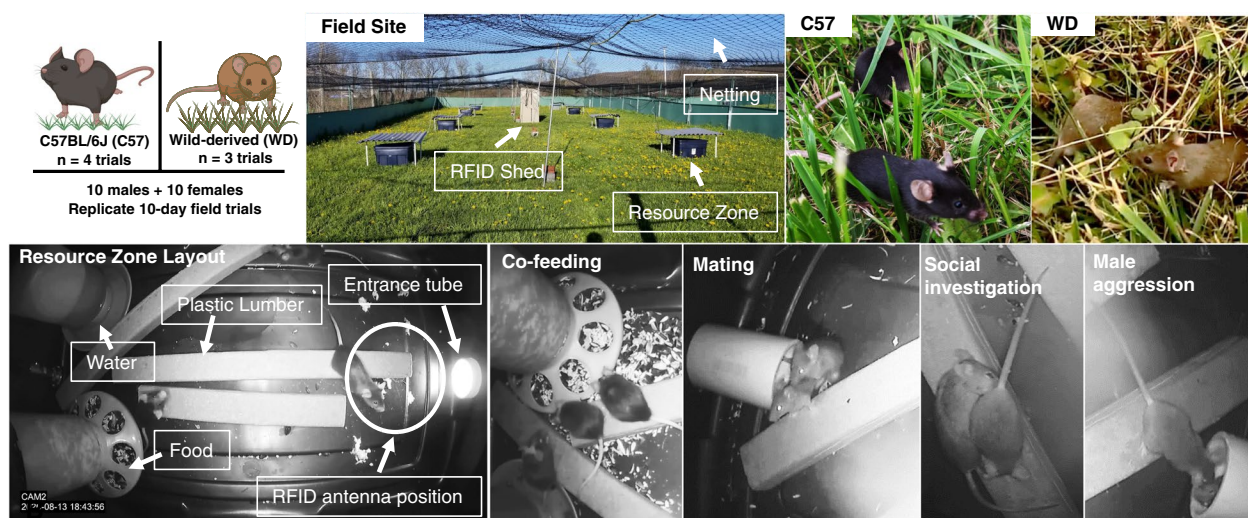 C57BL/6J (C57)
n = 4 trials
Wild-derived (WD)
n = 3 trials
10 males + 10 females
Replicate 10-day field trials
Field Site
Netting
RFID Shed
Resource Zone
C57
WD
Resource Zone Layout
Plastic Lumber
Entrance tube
Water
Food
RFID antenna position
CAM2
-08-13 18:43:56
Co-feeding
Mating
Social
investigation
Male
aggression